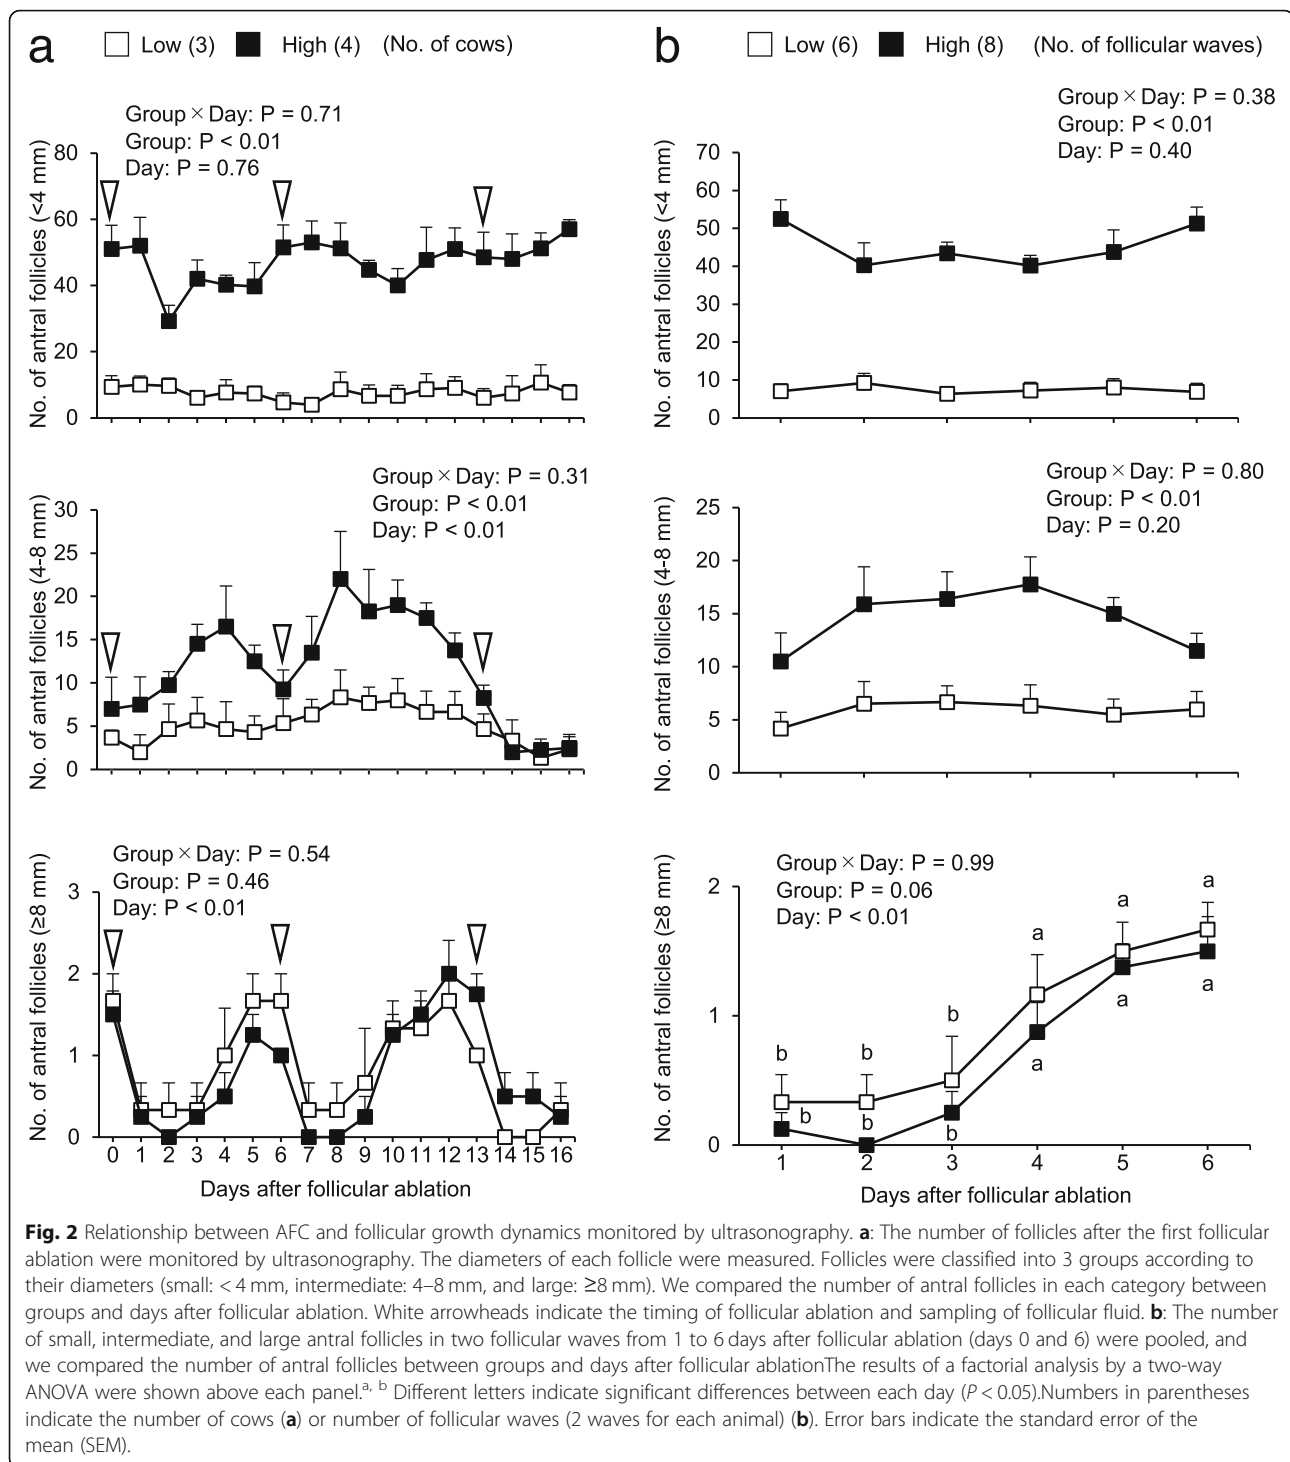 a Low (3) High (4) (No. of cows)
Group × Day: P = 0.71
Group: P < 0.01
Day: P = 0.76
No. of antral follicles (<4 mm)
80
60
40
20
0
Group × Day: P = 0.31
Group: P < 0.01
Day: P < 0.01
No. of antral follicles (4-8 mm)
30
25
20
15
10
5
0
Group × Day: P = 0.54
Group: P = 0.46
Day: P < 0.01
No. of antral follicles (≥8 mm)
3
2
1
0
0 1 2 3 4 5 6 7 8 9 10 11 12 13 14 15 16
Days after follicular ablation
b Low (6) High (8) (No. of follicular waves)
Group × Day: P = 0.38
Group: P < 0.01
Day: P = 0.40
No. of antral follicles (<4 mm)
70
60
50
40
30
20
10
0
Group × Day: P = 0.80
Group: P < 0.01
Day: P = 0.20
No. of antral follicles (4-8 mm)
25
20
15
10
5
0
Group × Day: P = 0.99
Group: P = 0.06
Day: P < 0.01
No. of antral follicles (≥8 mm)
2
1
0
b b b a a a
b b b a a a
1 2 3 4 5 6
Days after follicular ablation
Fig. 2 Relationship between AFC and follicular growth dynamics monitored by ultrasonography. a: The number of follicles after the first follicular
ablation were monitored by ultrasonography. The diameters of each follicle were measured. Follicles were classified into 3 groups according to
their diameters (small: < 4 mm, intermediate: 4–8 mm, and large: ≥8 mm). We compared the number of antral follicles in each category between
groups and days after follicular ablation. White arrowheads indicate the timing of follicular ablation and sampling of follicular fluid. b: The number
of small, intermediate, and large antral follicles in two follicular waves from 1 to 6 days after follicular ablation (days 0 and 6) were pooled, and
we compared the number of antral follicles between groups and days after follicular ablationThe results of a factorial analysis by a two-way
ANOVA were shown above each panel.a, b Different letters indicate significant differences between each day (P < 0.05).Numbers in parentheses
indicate the number of cows (a) or number of follicular waves (2 waves for each animal) (b). Error bars indicate the standard error of the
mean (SEM).